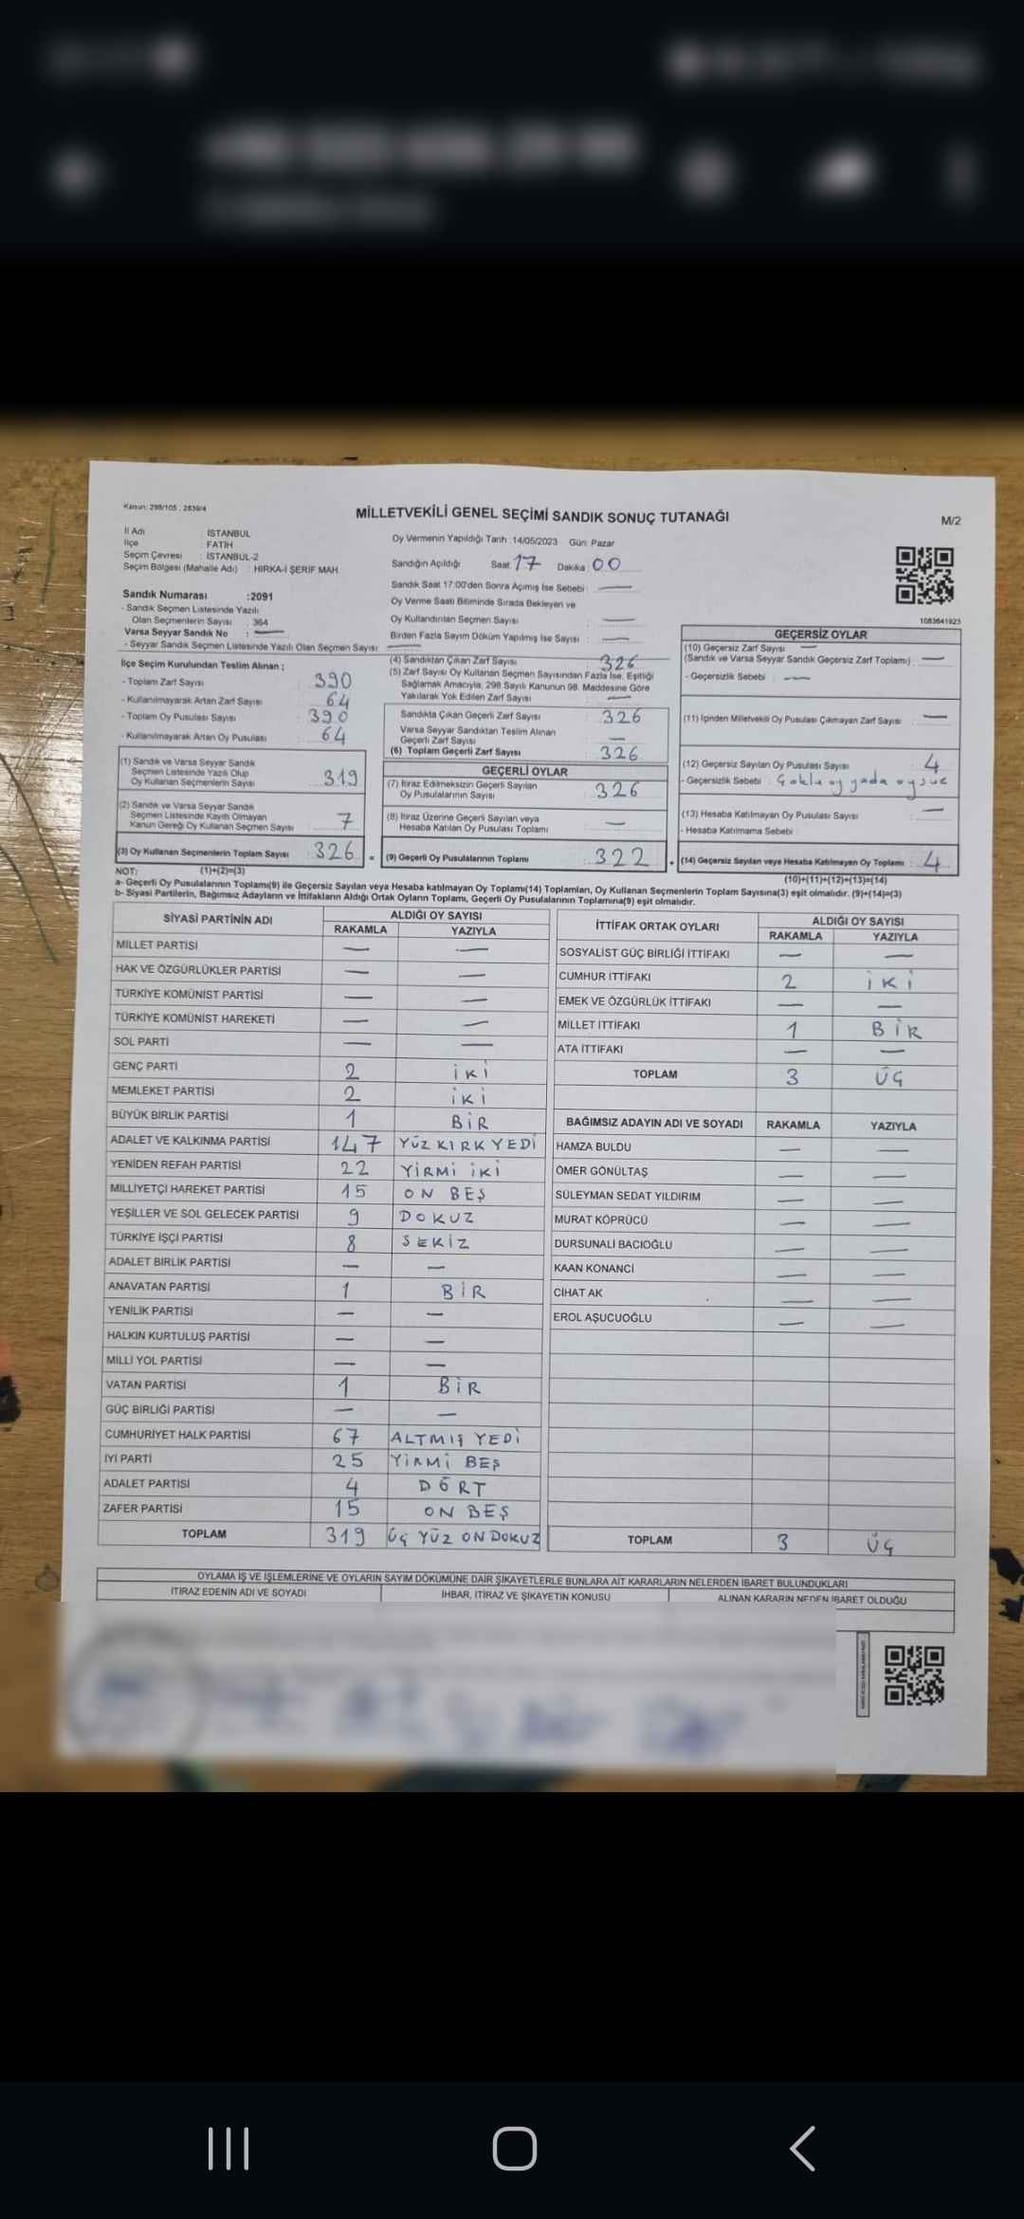 Kanun: 298/105 , 2839/4
MİLLETVEKİLİ GENEL SEÇİMİ SANDIK SONUÇ TUTANAĞI
M/2
İl Adı : İSTANBUL
İlçe : FATİH
Seçim Çevresi : İSTANBUL-2
Seçim Bölgesi (Mahalle Adı) : HIRKA-İ ŞERİF MAH
Oy Vermenin Yapıldığı Tarih :14/05/2023 Gün: Pazar
Sandığın Açıldığı Saat 17 Dakika 00
Sandık Saat 17:00'den Sonra Açımış İse Sebebi : —
Oy Verme Saati Bitiminde Sırada Bekleyen ve
Oy Kullandırılan Seçmen Sayısı : —
Birden Fazla Sayım Döküm Yapılmış İse Sayısı : —
1083641923
Sandık Numarası :2091
- Sandık Seçmen Listesinde Yazılı
Olan Seçmenlerin Sayısı : 364
Varsa Seyyar Sandık No : —
- Seyyar Sandık Seçmen Listesinde Yazılı Olan Seçmen Sayısı —
İlçe Seçim Kurulundan Teslim Alınan ;
- Toplam Zarf Sayısı 390
- Kullanılmayarak Artan Zarf Sayısı 64
- Toplam Oy Pusulası Sayısı 390
- Kullanılmayarak Artan Oy Pusulası 64
(1) Sandık ve Varsa Seyyar Sandık
Seçmen Listesinde Yazılı Olup
Oy Kullanan Seçmenlerin Sayısı 319
(2) Sandık ve Varsa Seyyar Sandık
Seçmen Listesinde Kayıtlı Olmayan
Kanun Gereği Oy Kullanan Seçmen Sayısı 7
(3) Oy Kullanan Seçmenlerin Toplam Sayısı 326
(4) Sandıktan Çıkan Zarf Sayısı : 326
(5) Zarf Sayısı Oy Kullanan Seçmen Sayısından Fazla İse, Eşitliği
Sağlamak Amacıyla, 298 Sayılı Kanunun 98. Maddesine Göre
Yakılarak Yok Edilen Zarf Sayısı : —
Sandıkta Çıkan Geçerli Zarf Sayısı : 326
Varsa Seyyar Sandıktan Teslim Alınan
Geçerli Zarf Sayısı : —
(6) Toplam Geçerli Zarf Sayısı : 326
GEÇERLİ OYLAR
(7) İtiraz Edilmeksizin Geçerli Sayılan
Oy Pusulalarının Sayısı : 326
(8) İtiraz Üzerine Geçerli Sayılan veya
Hesaba Katılan Oy Pusulası Toplamı : —
(9) Geçerli Oy Pusulalarının Toplamı : 322
GEÇERSİZ OYLAR
(10) Geçersiz Zarf Sayısı —
(Sandık ve Varsa Seyyar Sandık Geçersiz Zarf Toplamı) : —
- Geçersizlik Sebebi : —
(11) İçinden Milletvekili Oy Pusulası Çıkmayan Zarf Sayısı : —
(12) Geçersiz Sayılan Oy Pusulası Sayısı : 4
- Geçersizlik Sebebi : Çoklu oy yada oysuz
(13) Hesaba Katılmayan Oy Pusulası Sayısı : —
- Hesaba Katılmama Sebebi
(14) Geçersiz Sayılan veya Hesaba Katılmayan Oy Toplamı : 4
NOT: (1)+(2)=(3)
(10)+(11)+(12)+(13)=(14)
a- Geçerli Oy Pusulalarının Toplamı(9) ile Geçersiz Sayılan veya Hesaba katılmayan Oy Toplamı(14) Toplamları, Oy Kullanan Seçmenlerin Toplam Sayısına(3) eşit olmalıdır. (9)+(14)=(3)
b- Siyasi Partilerin, Bağımsız Adayların ve İttifakların Aldığı Ortak Oyların Toplamı, Geçerli Oy Pusulalarının Toplamına(9) eşit olmalıdır.
SİYASİ PARTİNİN ADI ALDIĞI OY SAYISI
RAKAMLA YAZIYLA
MİLLET PARTİSİ — —
HAK VE ÖZGÜRLÜKLER PARTİSİ — —
TÜRKİYE KOMÜNİST PARTİSİ — —
TÜRKİYE KOMÜNİST HAREKETİ — —
SOL PARTİ — —
GENÇ PARTİ 2 İKİ
MEMLEKET PARTİSİ 2 İKİ
BÜYÜK BİRLİK PARTİSİ 1 BİR
ADALET VE KALKINMA PARTİSİ 147 YÜZ KIRK YEDİ
YENİDEN REFAH PARTİSİ 22 YİRMİ İKİ
MİLLİYETÇİ HAREKET PARTİSİ 15 ON BEŞ
YEŞİLLER VE SOL GELECEK PARTİSİ 9 DOKUZ
TÜRKİYE İŞÇİ PARTİSİ 8 SEKİZ
ADALET BİRLİK PARTİSİ — —
ANAVATAN PARTİSİ 1 BİR
YENİLİK PARTİSİ — —
HALKIN KURTULUŞ PARTİSİ — —
MİLLİ YOL PARTİSİ — —
VATAN PARTİSİ 1 BİR
GÜÇ BİRLİĞİ PARTİSİ — —
CUMHURİYET HALK PARTİSİ 67 ALTMIŞ YEDİ
İYİ PARTİ 25 YİRMİ BEŞ
ADALET PARTİSİ 4 DÖRT
ZAFER PARTİSİ 15 ON BEŞ
TOPLAM 319 ÜÇ YÜZ ON DOKUZ
İTTİFAK ORTAK OYLARI ALDIĞI OY SAYISI
RAKAMLA YAZIYLA
SOSYALİST GÜÇ BİRLİĞİ İTTİFAKI — —
CUMHUR İTTİFAKI 2 İKİ
EMEK VE ÖZGÜRLÜK İTTİFAKI — —
MİLLET İTTİFAKI 1 BİR
ATA İTTİFAKI — —
TOPLAM 3 ÜÇ
BAĞIMSIZ ADAYIN ADI VE SOYADI RAKAMLA YAZIYLA
HAMZA BULDU — —
ÖMER GÖNÜLTAŞ — —
SÜLEYMAN SEDAT YILDIRIM — —
MURAT KÖPRÜCÜ — —
DURSUNALİ BACIOĞLU — —
KAAN KONANCİ — —
CİHAT AK — —
EROL AŞUCUOĞLU — —
TOPLAM 3 ÜÇ
OYLAMA İŞ VE İŞLEMLERİNE VE OYLARIN SAYIM DÖKÜMÜNE DAİR ŞİKAYETLERLE BUNLARA AİT KARARLARIN NELERDEN İBARET BULUNDUKLARI
İTİRAZ EDENİN ADI VE SOYADI İHBAR, İTİRAZ VE ŞİKAYETİN KONUSU ALINAN KARARIN NEDEN İBARET OLDUĞU